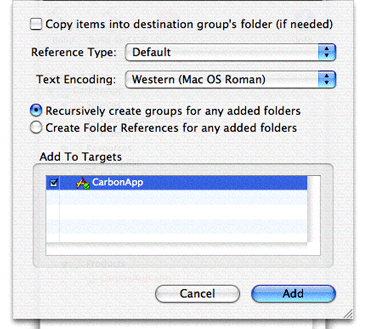 Copy items into destination group's folder (if needed)
Reference Type: Default
Text Encoding: Western (Mac OS Roman)
Recursively create groups for any added folders
Create Folder References for any added folders
Add To Targets
CarbonApp
Cancel Add